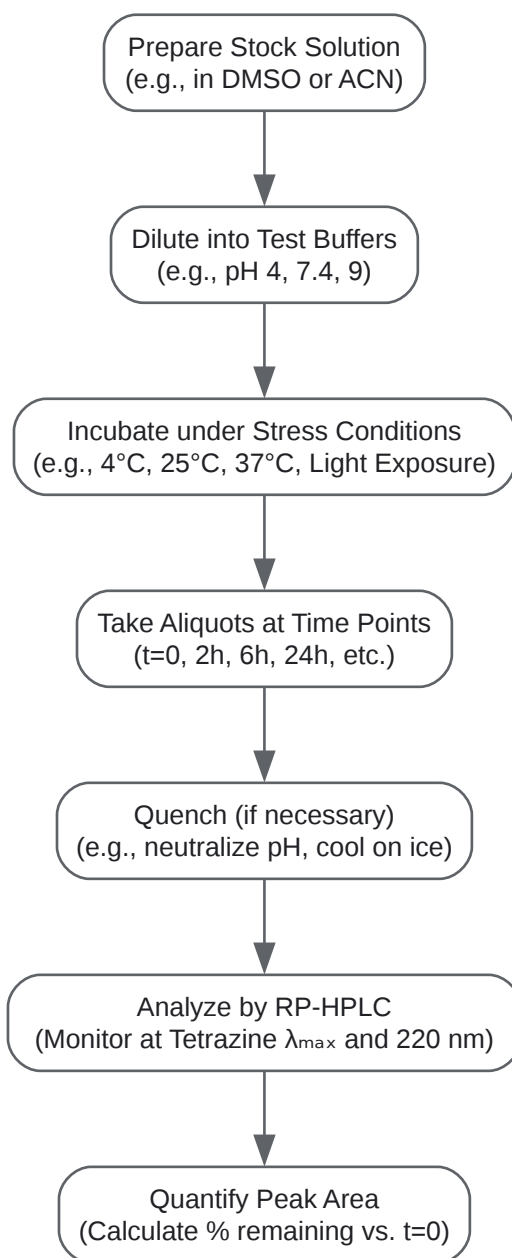 Prepare Stock Solution
(e.g., in DMSO or ACN)
Dilute into Test Buffers
(e.g., pH 4, 7.4, 9)
Incubate under Stress Conditions
(e.g., 4°C, 25°C, 37°C, Light Exposure)
Take Aliquots at Time Points
(t=0, 2h, 6h, 24h, etc.)
Quench (if necessary)
(e.g., neutralize pH, cool on ice)
Analyze by RP-HPLC
(Monitor at Tetrazine λₘₐₓ and 220 nm)
Quantify Peak Area
(Calculate % remaining vs. t=0)